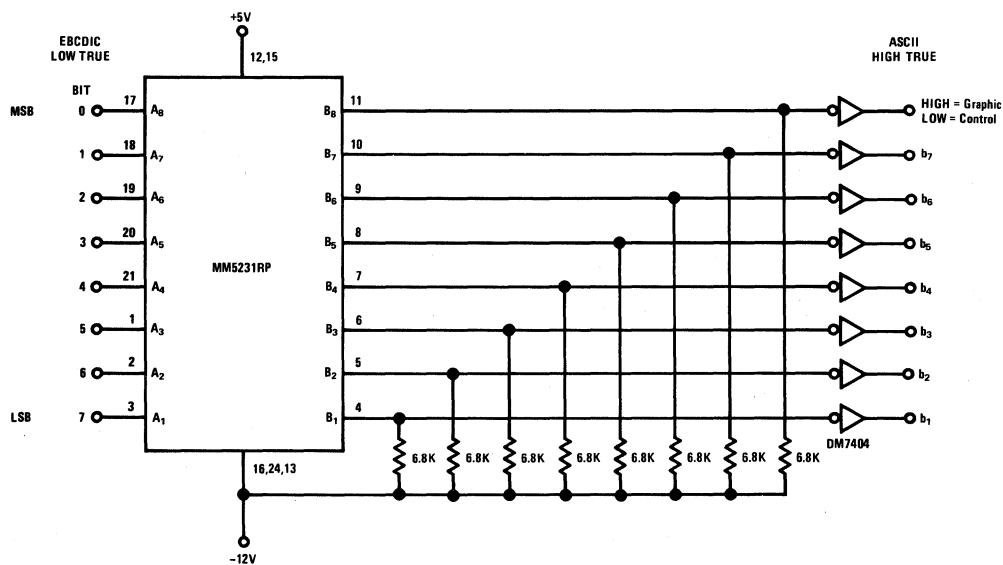 +5V
EBCDIC
LOW TRUE
ASCII
HIGH TRUE
12,15
BIT
MSB 0 17 A8 B8 11 HIGH = Graphic
LOW = Control
1 18 A7 B7 10 b7
2 19 A6 B6 9 b6
3 20 A5 B5 8 b5
MM5231RP
4 21 A4 B4 7 b4
5 1 A3 B3 6 b3
6 2 A2 B2 5 b2
LSB 7 3 A1 B1 4 b1
DM7404
6.8K 6.8K 6.8K 6.8K 6.8K 6.8K 6.8K 6.8K
16,24,13
−12V